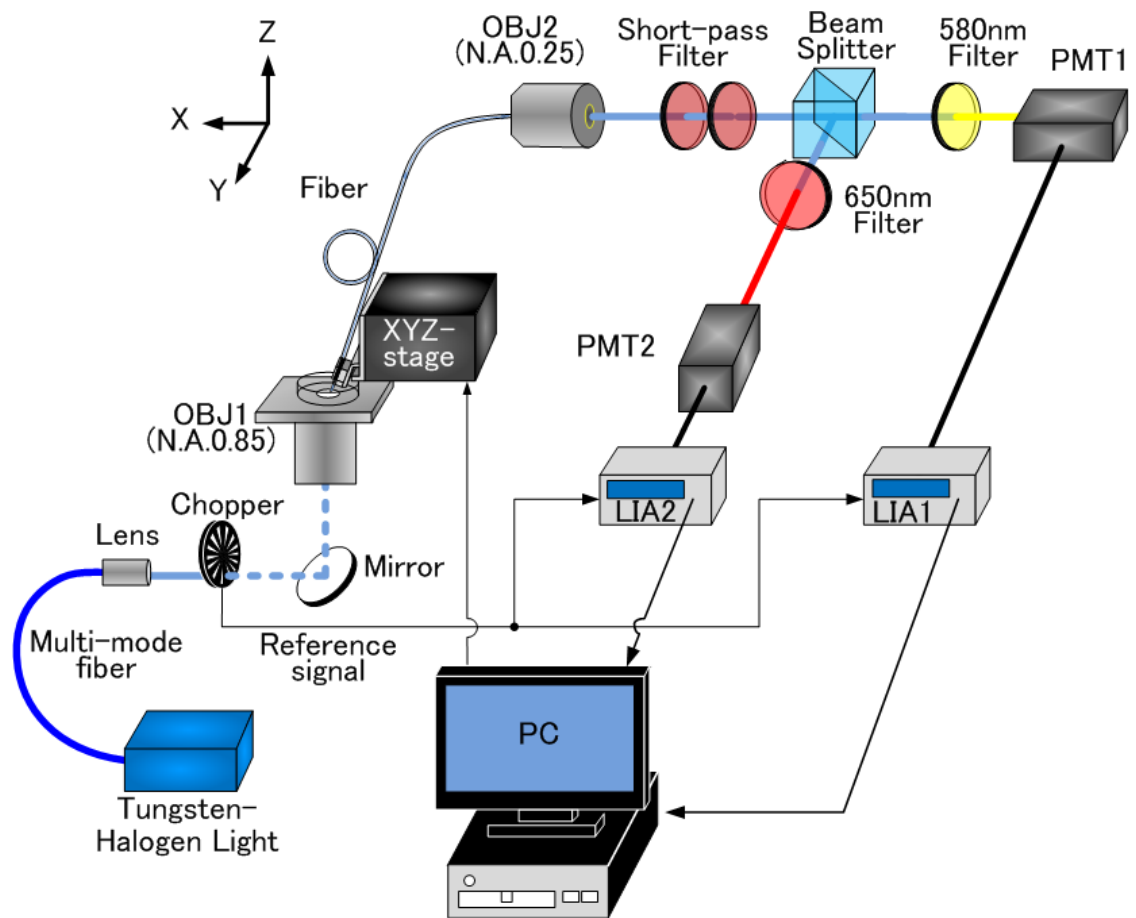 OBJ2
(N.A.0.25)
Short-pass
Filter
Beam
Splitter
580nm
Filter
PMT1
Z
X
Y
Fiber
650nm
Filter
XYZ-
stage
PMT2
OBJ1
(N.A.0.85)
Chopper
Lens
LIA2
LIA1
Mirror
Multi-mode
fiber
Reference
signal
PC
Tungsten-
Halogen Light